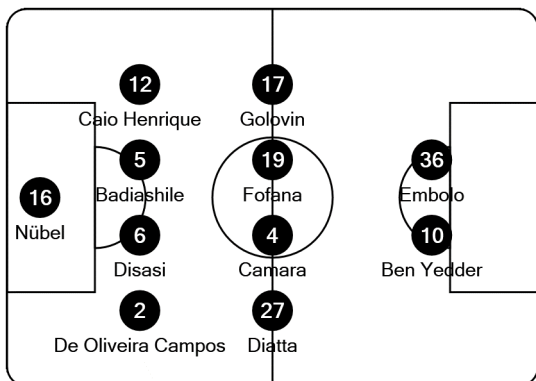 12
Caio Henrique
17
Golovin
5
Badiashile
19
Fofana
36
Embolo
16
Nübel
6
Disasi
4
Camara
10
Ben Yedder
2
De Oliveira Campos
27
Diatta